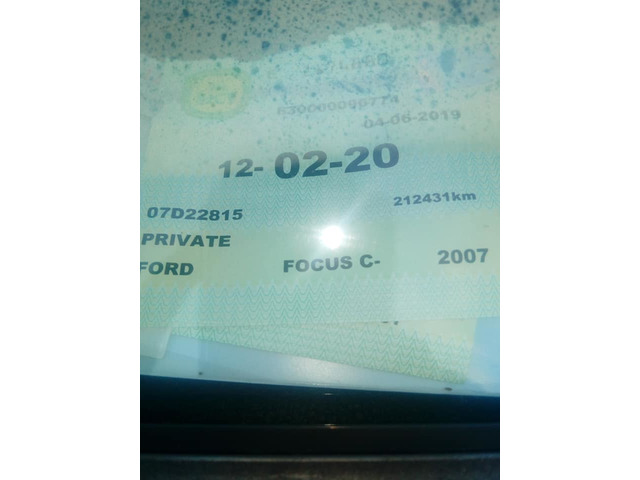 04-06-2019
12- 02-20
07D22815 212431km
PRIVATE
FORD FOCUS C- 2007